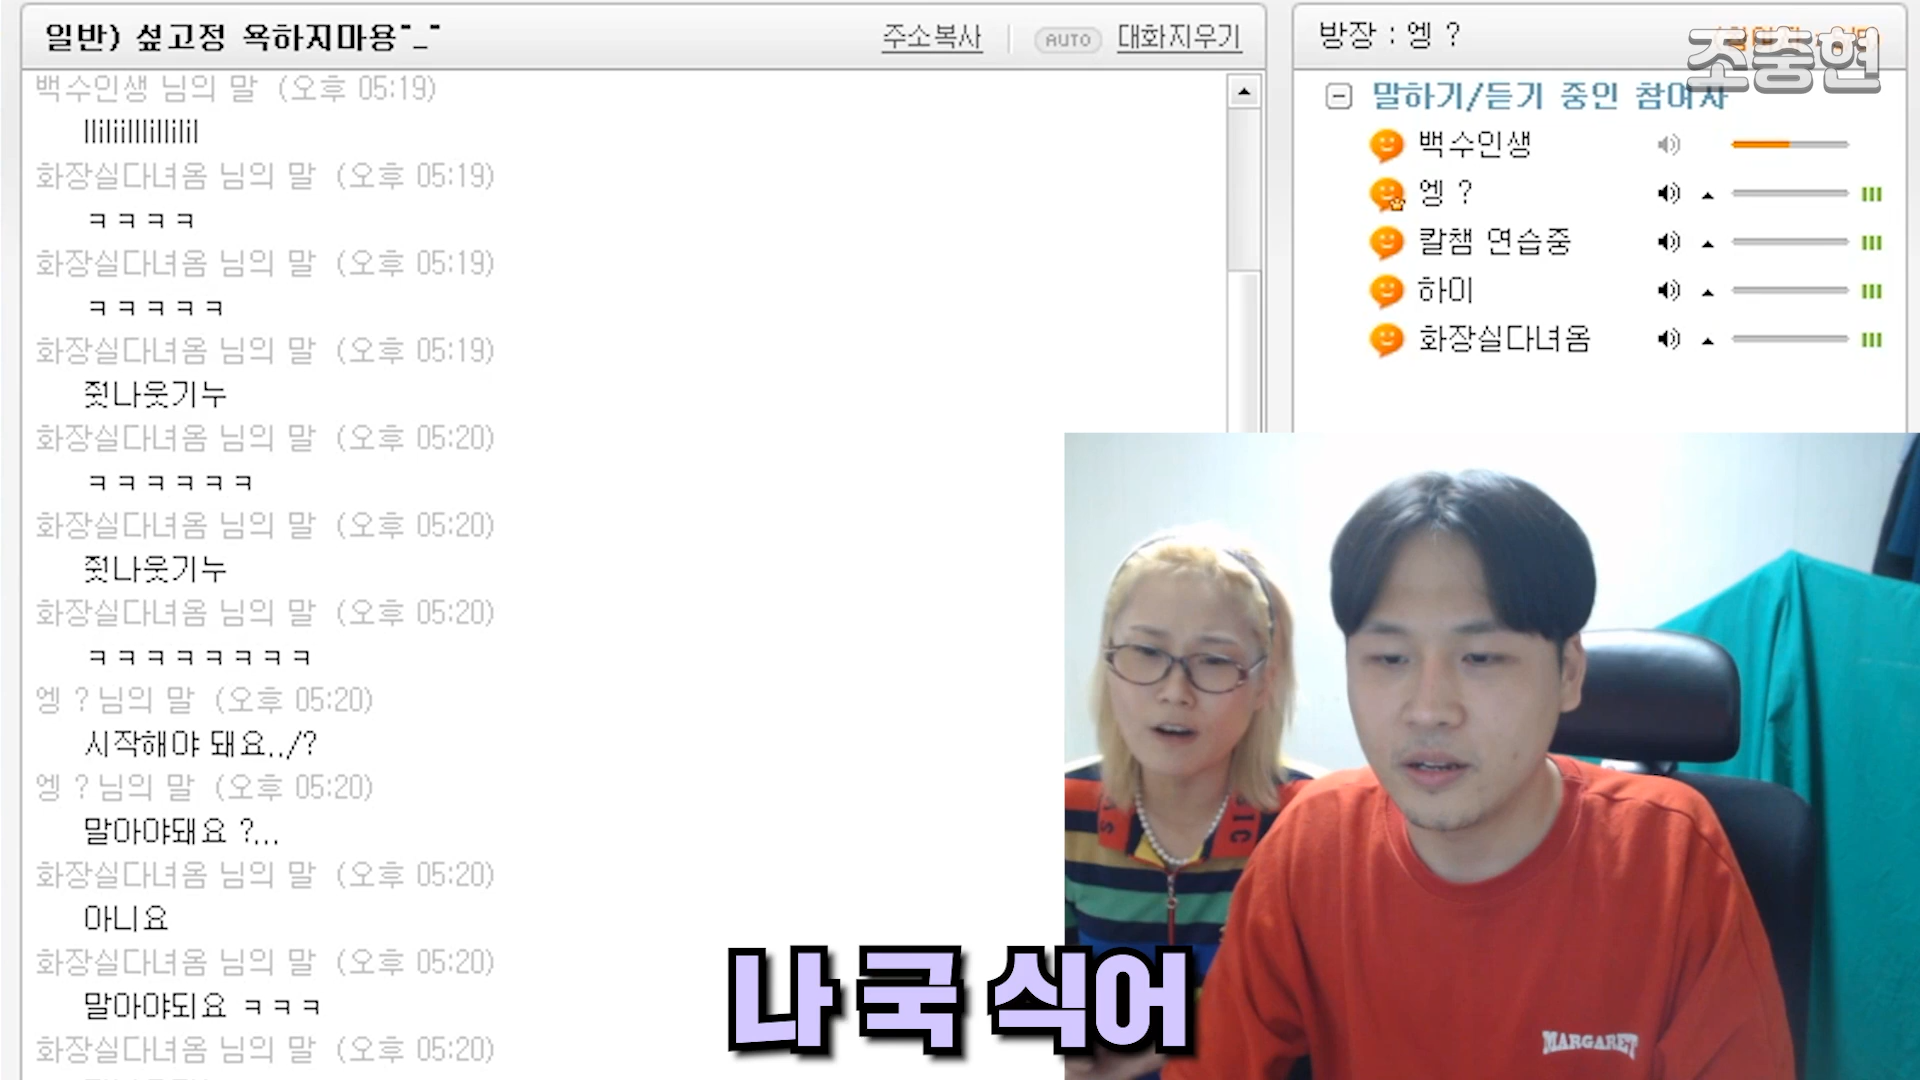 일반) 섶고정 욕하지마용~_~
주소복사
AUTO
대화지우기
백수인생 님의 말 (오후 05:19)
llliiilllillilil
화장실다녀옴 님의 말 (오후 05:19)
ㅋㅋㅋㅋ
화장실다녀옴 님의 말 (오후 05:19)
ㅋㅋㅋㅋㅋ
화장실다녀옴 님의 말 (오후 05:19)
줫나웃기누
화장실다녀옴 님의 말 (오후 05:20)
ㅋㅋㅋㅋㅋㅋ
화장실다녀옴 님의 말 (오후 05:20)
줫나웃기누
화장실다녀옴 님의 말 (오후 05:20)
ㅋㅋㅋㅋㅋㅋㅋㅋ
엥 ? 님의 말 (오후 05:20)
시작해야 돼요../?
엥 ? 님의 말 (오후 05:20)
말아야돼요 ?...
화장실다녀옴 님의 말 (오후 05:20)
아니요
화장실다녀옴 님의 말 (오후 05:20)
말아야되요 ㅋㅋㅋ
화장실다녀옴 님의 말 (오후 05:20)
방장 : 엥 ?
조충현
말하기/듣기 중인 참여자
백수인생
엥 ?
칼챔 연습중
하이
화장실다녀옴
MARGARET
나 국 식어